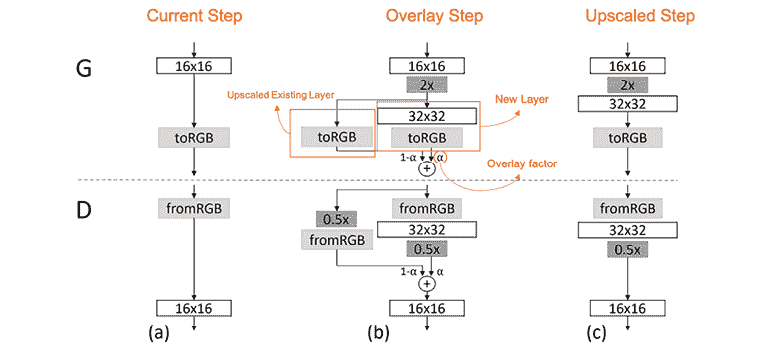 Current Step
Overlay Step
Upscaled Step
G
16x16
toRGB
16x16
2x
Upscaled Existing Layer
New Layer
32x32
toRGB
toRGB
1-α
α
Overlay factor
+
16x16
2x
32x32
toRGB
D
fromRGB
16x16
(a)
fromRGB
0.5x
32x32
fromRGB
0.5x
1-α
α
+
16x16
(b)
fromRGB
32x32
0.5x
16x16
(c)